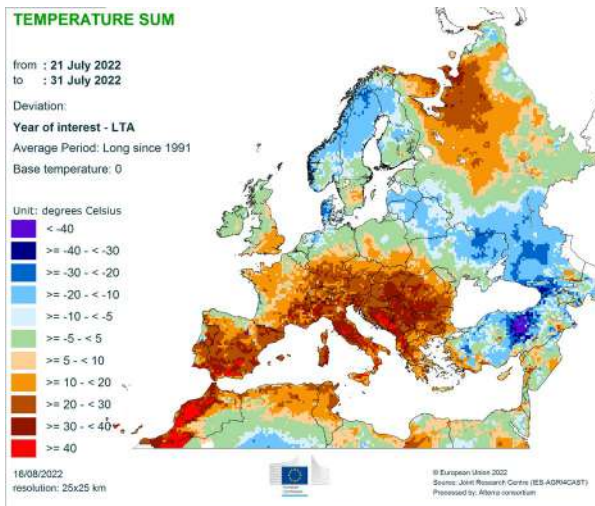 TEMPERATURE SUM
from : 21 July 2022
to : 31 July 2022
Deviation:
Year of interest - LTA
Average Period: Long since 1991
Base temperature: 0
Unit: degrees Celsius
< -40
>= -40 - < -30
>= -30 - < -20
>= -20 - < -10
>= -10 - < -5
>= -5 - < 5
>= 5 - < 10
>= 10 - < 20
>= 20 - < 30
>= 30 - < 40
>= 40
16/08/2022
resolution: 25x25 km
European
Commission
© European Union 2022
Source: Joint Research Centre (IES-AGRI4CAST)
Processed by: Alterra consortium